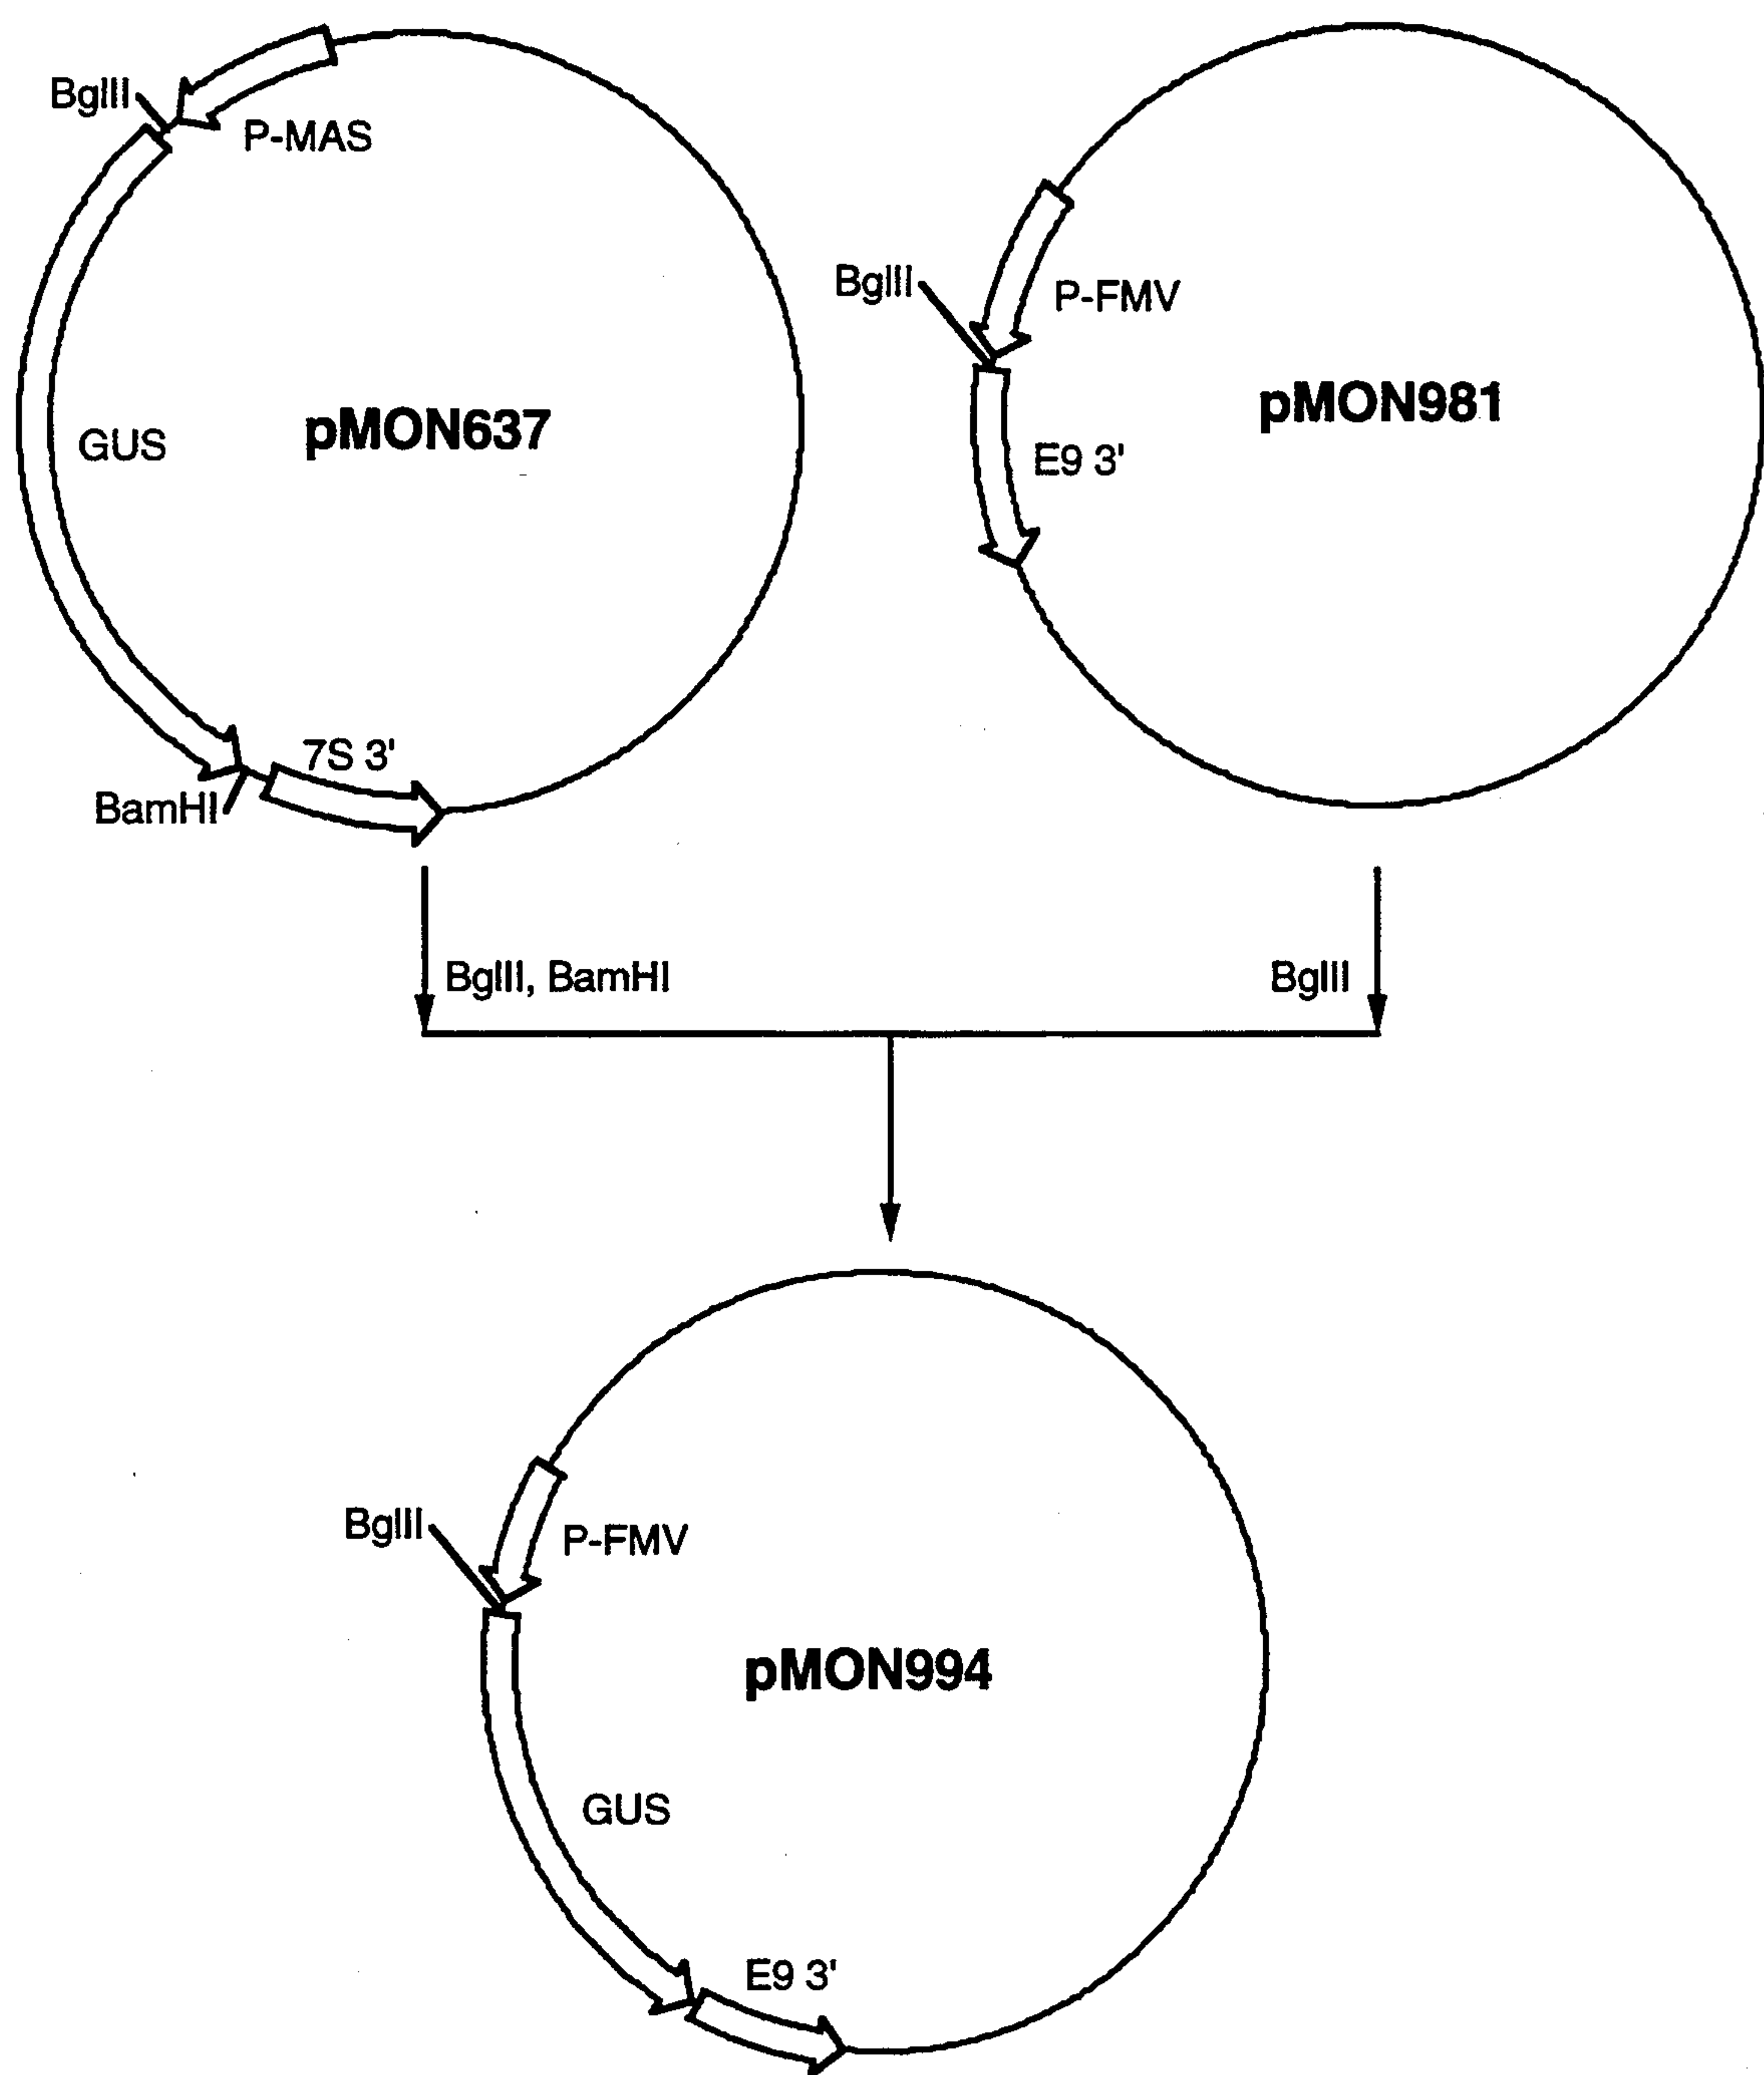 BglII
P-MAS
GUS
pMON637
7S 3'
BamHI
BglII
P-FMV
pMON981
E9 3'
BglII, BamHI
BglII
BglII
P-FMV
pMON994
GUS
E9 3'